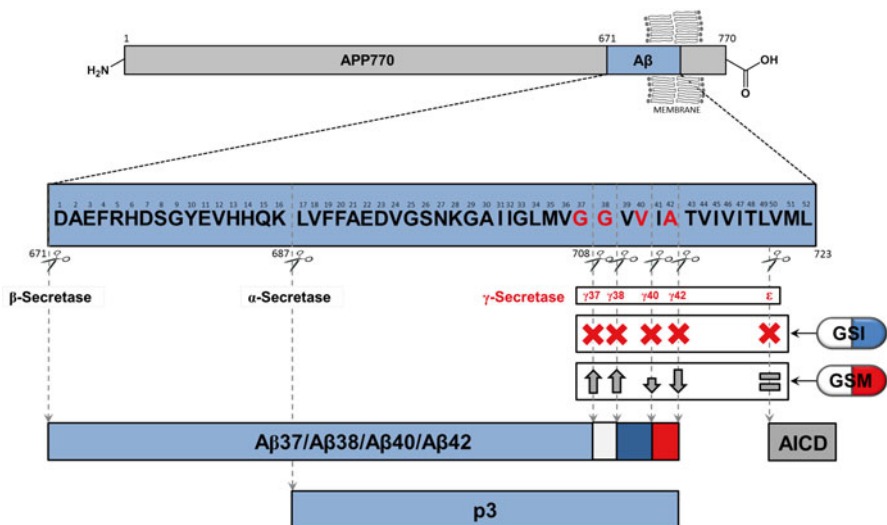 1 671 770
H₂N APP770 Aβ OH
O
MEMBRANE
1 2 3 4 5 6 7 8 9 10 11 12 13 14 15 16 17 18 19 20 21 22 23 24 25 26 27 28 29 30 31 32 33 34 35 36 37 38 39 40 41 42 43 44 45 46 47 48 49 50 51 52
DAEFRHDSGYEVHHQK LVFFAEDVGSNKGAIIGLMVG G VV IA TVIVITLVML
671 687 708 723
β-Secretase α-Secretase γ-Secretase γ37 γ38 γ40 γ42 ε
GSI
GSM
Aβ37/Aβ38/Aβ40/Aβ42 AICD
p3